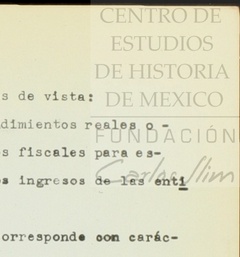 CENTRO DE
ESTUDIOS
DE HISTORIA
DE MEXICO
FUNDACIÓN
Carlos Slim
s de vista:
dimientos reales o -
s fiscales para es-
s ingresos de las enti
orresponde con carác-